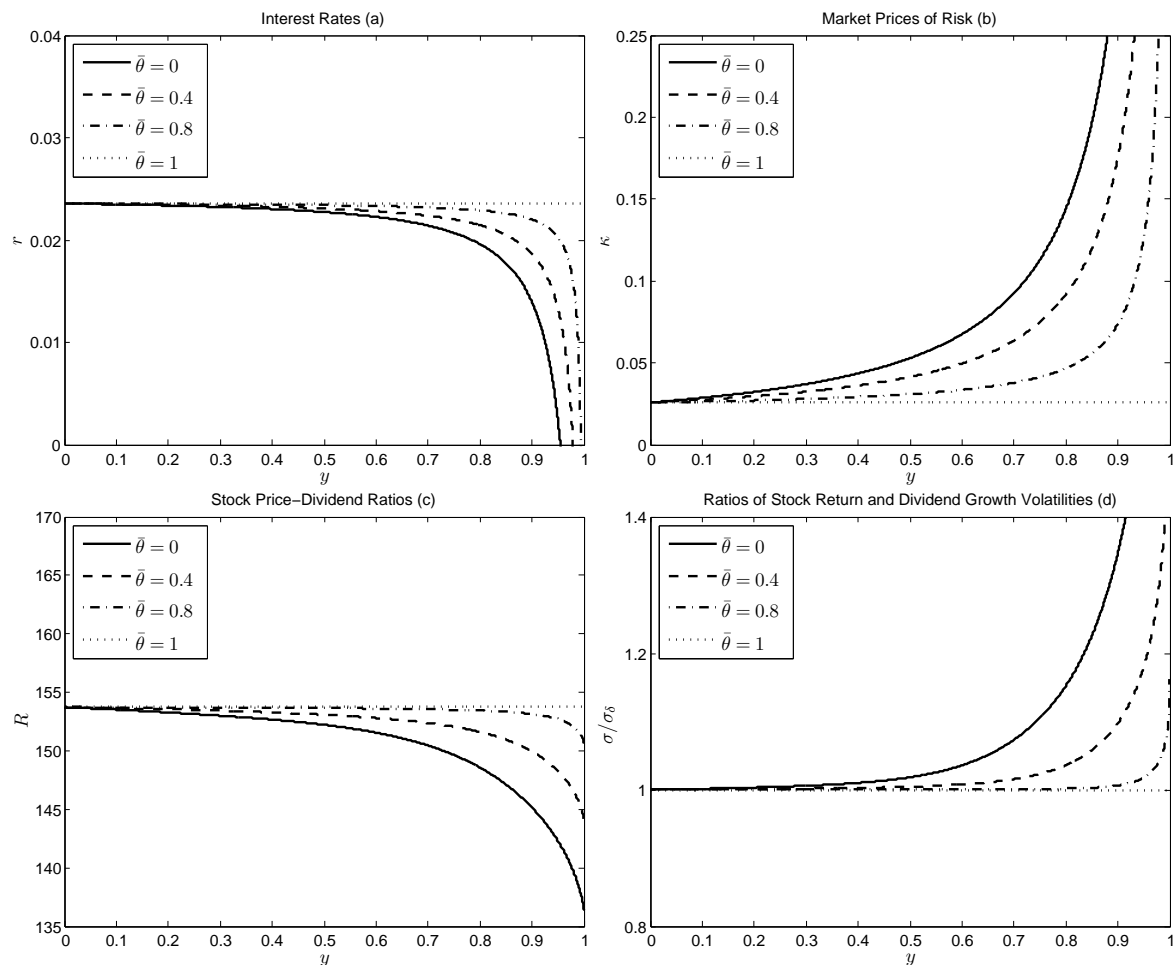 Interest Rates (a)
0.04
0.03
0.02
0.01
0
r
θ̄ = 0
θ̄ = 0.4
θ̄ = 0.8
θ̄ = 1
0 0.1 0.2 0.3 0.4 0.5 0.6 0.7 0.8 0.9 1
y
Market Prices of Risk (b)
0.25
0.2
0.15
0.1
0.05
0
κ
θ̄ = 0
θ̄ = 0.4
θ̄ = 0.8
θ̄ = 1
0 0.1 0.2 0.3 0.4 0.5 0.6 0.7 0.8 0.9 1
y
Stock Price−Dividend Ratios (c)
170
165
160
155
150
145
140
135
R
θ̄ = 0
θ̄ = 0.4
θ̄ = 0.8
θ̄ = 1
0 0.1 0.2 0.3 0.4 0.5 0.6 0.7 0.8 0.9 1
y
Ratios of Stock Return and Dividend Growth Volatilities (d)
1.4
1.2
1
0.8
σ/σδ
θ̄ = 0
θ̄ = 0.4
θ̄ = 0.8
θ̄ = 1
0 0.1 0.2 0.3 0.4 0.5 0.6 0.7 0.8 0.9 1
y